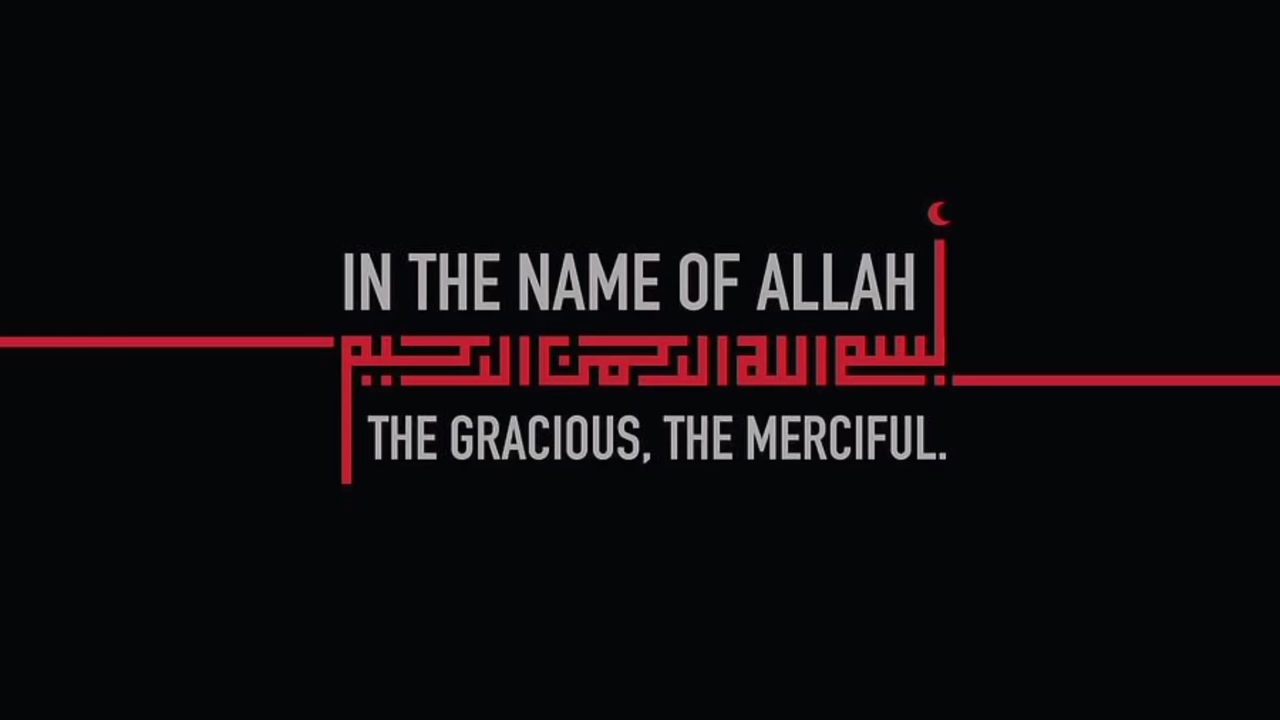 IN THE NAME OF ALLAH
بسم الله الرحمن الرحيم
THE GRACIOUS, THE MERCIFUL.